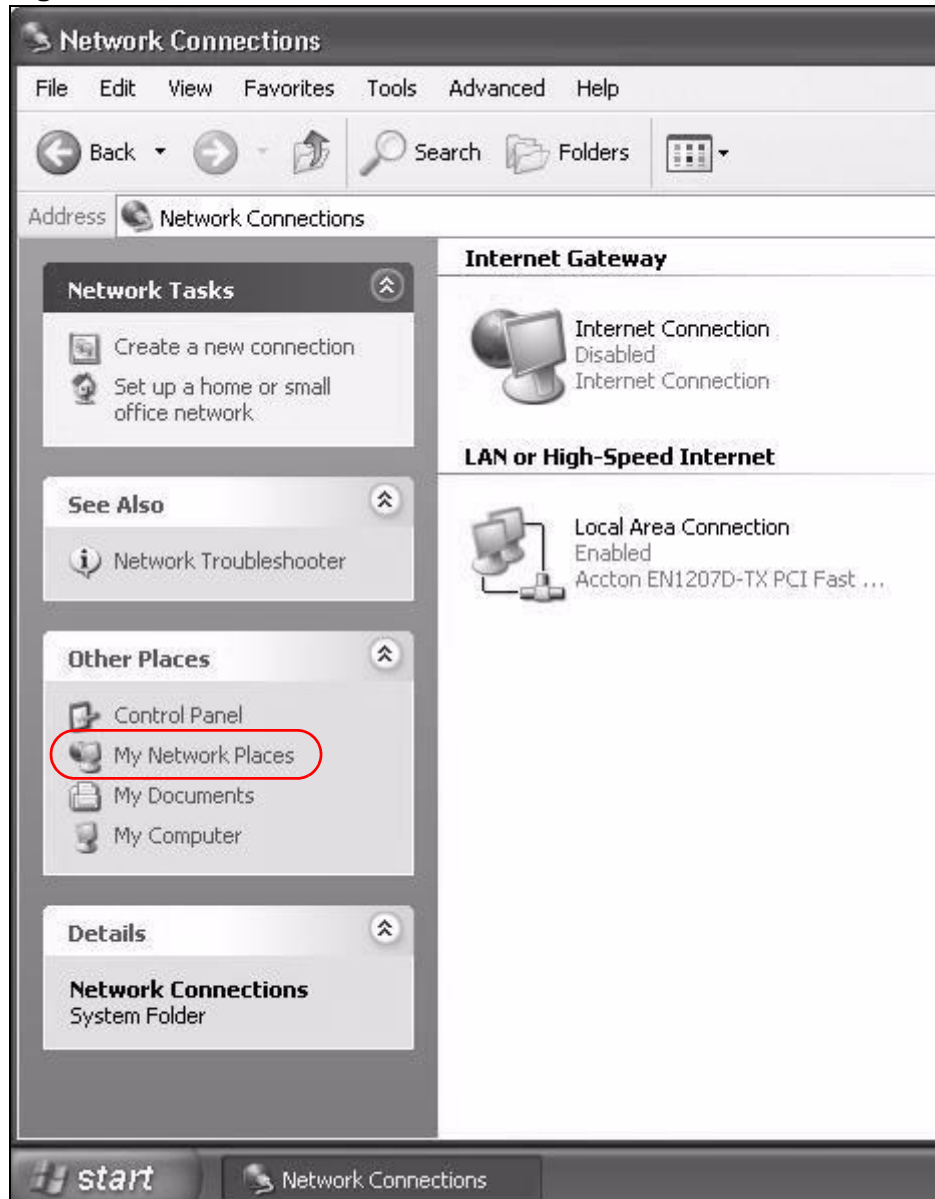 Network Connections
File Edit View Favorites Tools Advanced Help
Back Search Folders
Address Network Connections
Network Tasks
Create a new connection
Set up a home or small
office network
See Also
Network Troubleshooter
Other Places
Control Panel
My Network Places
My Documents
My Computer
Details
Network Connections
System Folder
Internet Gateway
Internet Connection
Disabled
Internet Connection
LAN or High-Speed Internet
Local Area Connection
Enabled
Accton EN1207D-TX PCI Fast ...
start Network Connections